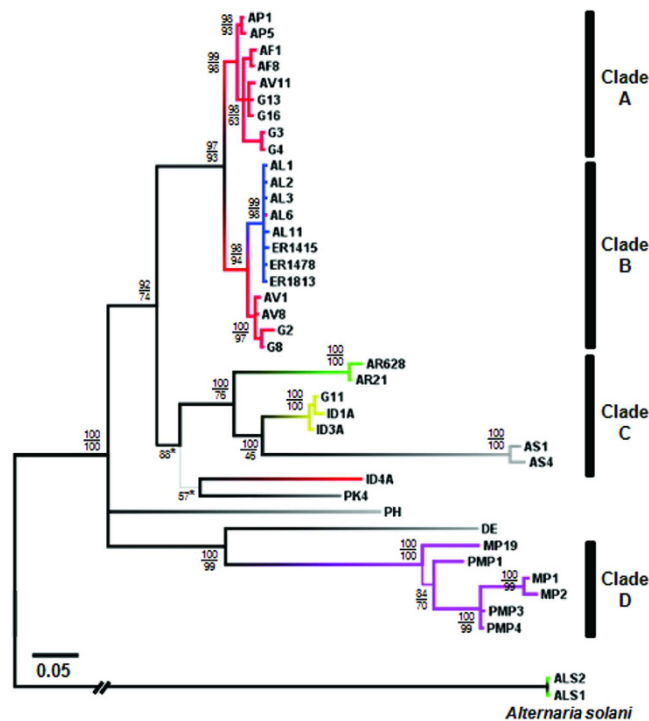 98
93
AP1
AP5
99
98
AF1
AF8
AV11
G13
G16
98
63
G3
G4
Clade
A
97
93
AL1
AL2
AL3
98
98
AL6
AL11
ER1415
98
94
ER1478
ER1813
AV1
AV8
100
97
G2
G8
Clade
B
92
74
100
100
AR628
AR21
100
76
100
100
G11
ID1A
ID3A
100
45
100
100
AS1
AS4
Clade
C
100
100
88*
57*
ID4A
PK4
PH
DE
100
99
100
100
MP19
PMP1
100
99
MP1
MP2
84
70
PMP3
100
99
PMP4
Clade
D
0.05
ALS2
ALS1
Alternaria solani